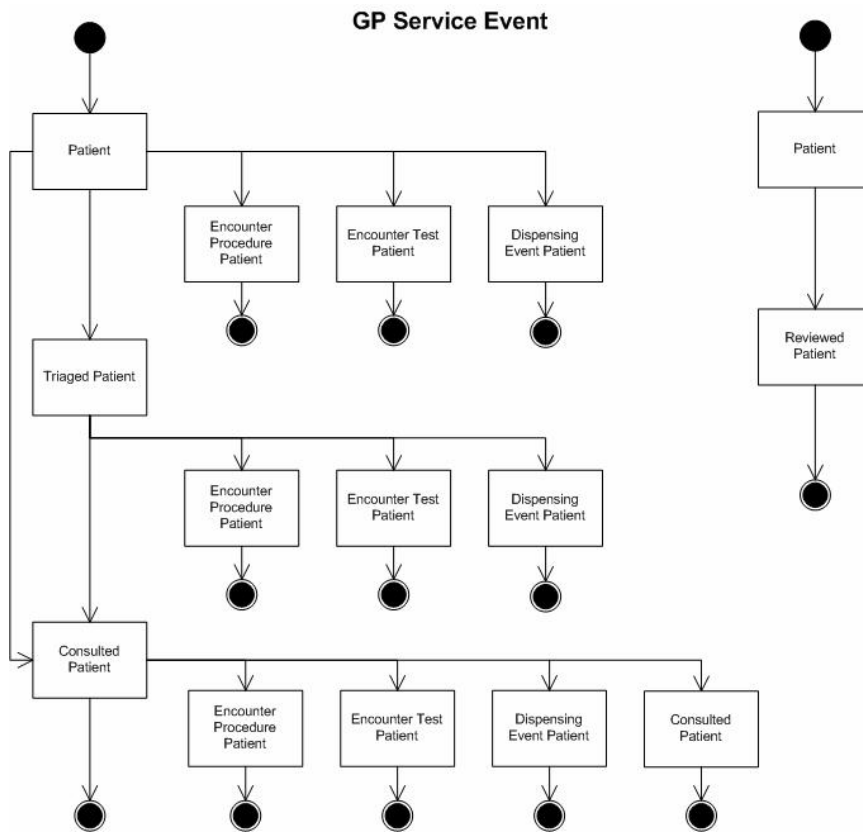 GP Service Event
Patient
Patient
Encounter
Procedure
Patient
Encounter Test
Patient
Dispensing
Event Patient
Triaged Patient
Reviewed
Patient
Encounter
Procedure
Patient
Encounter Test
Patient
Dispensing
Event Patient
Consulted
Patient
Encounter
Procedure
Patient
Encounter Test
Patient
Dispensing
Event Patient
Consulted
Patient